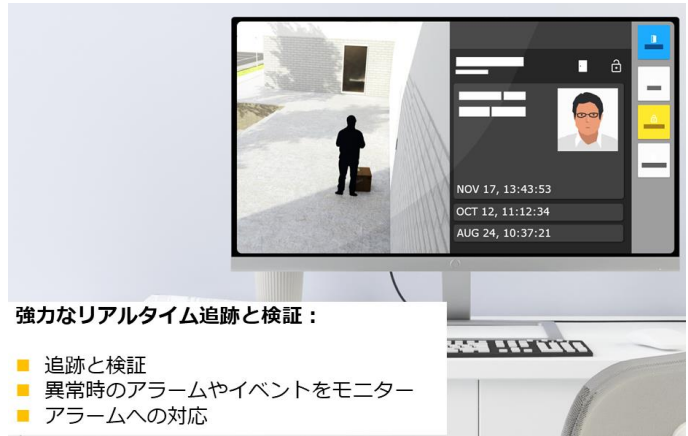 NOV 17, 13:43:53
OCT 12, 11:12:34
AUG 24, 10:37:21
強力なリアルタイム追跡と検証：
追跡と検証
異常時のアラームやイベントをモニター
アラームへの対応